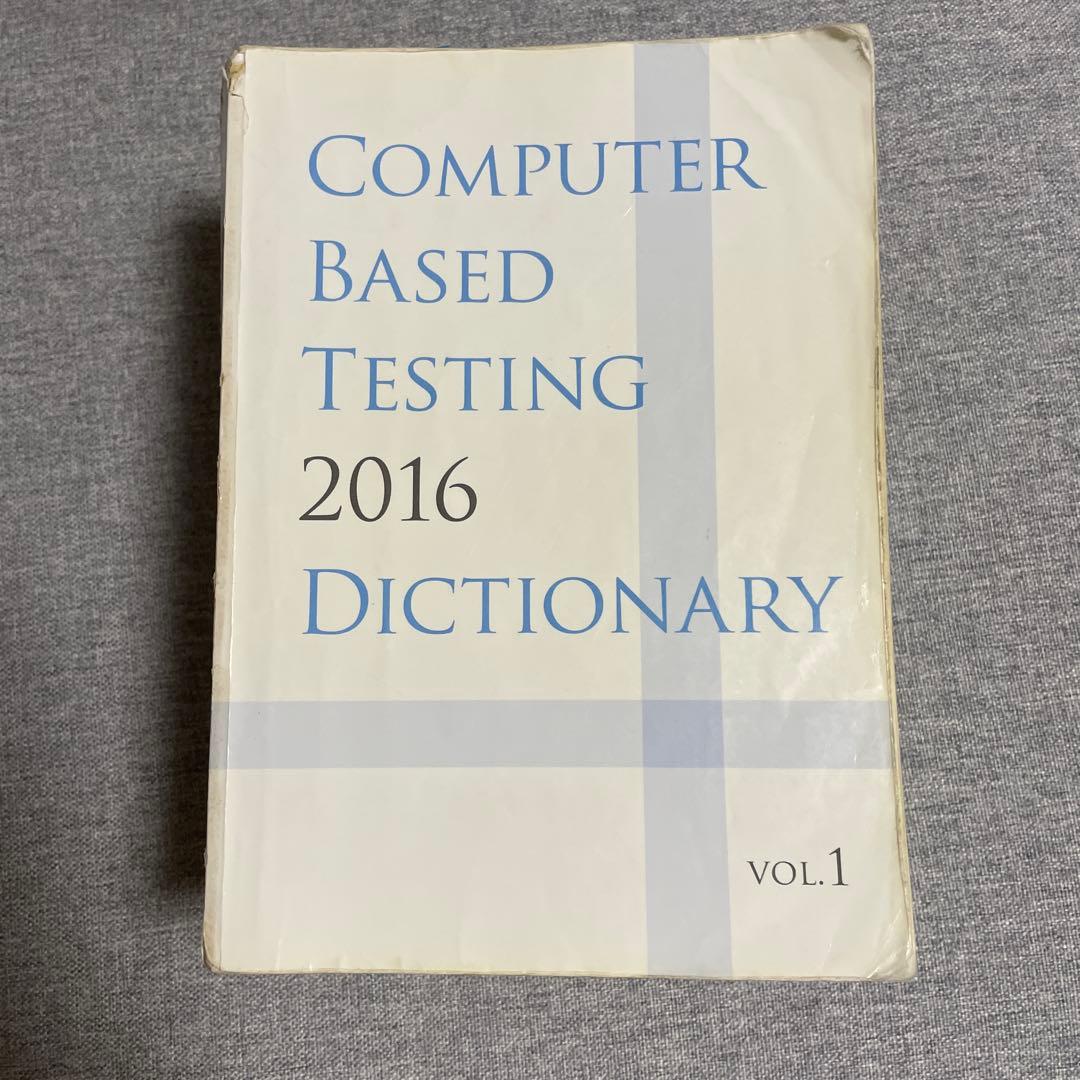 COMPUTER
BASED
TESTING
2016
DICTIONARY
VOL.1